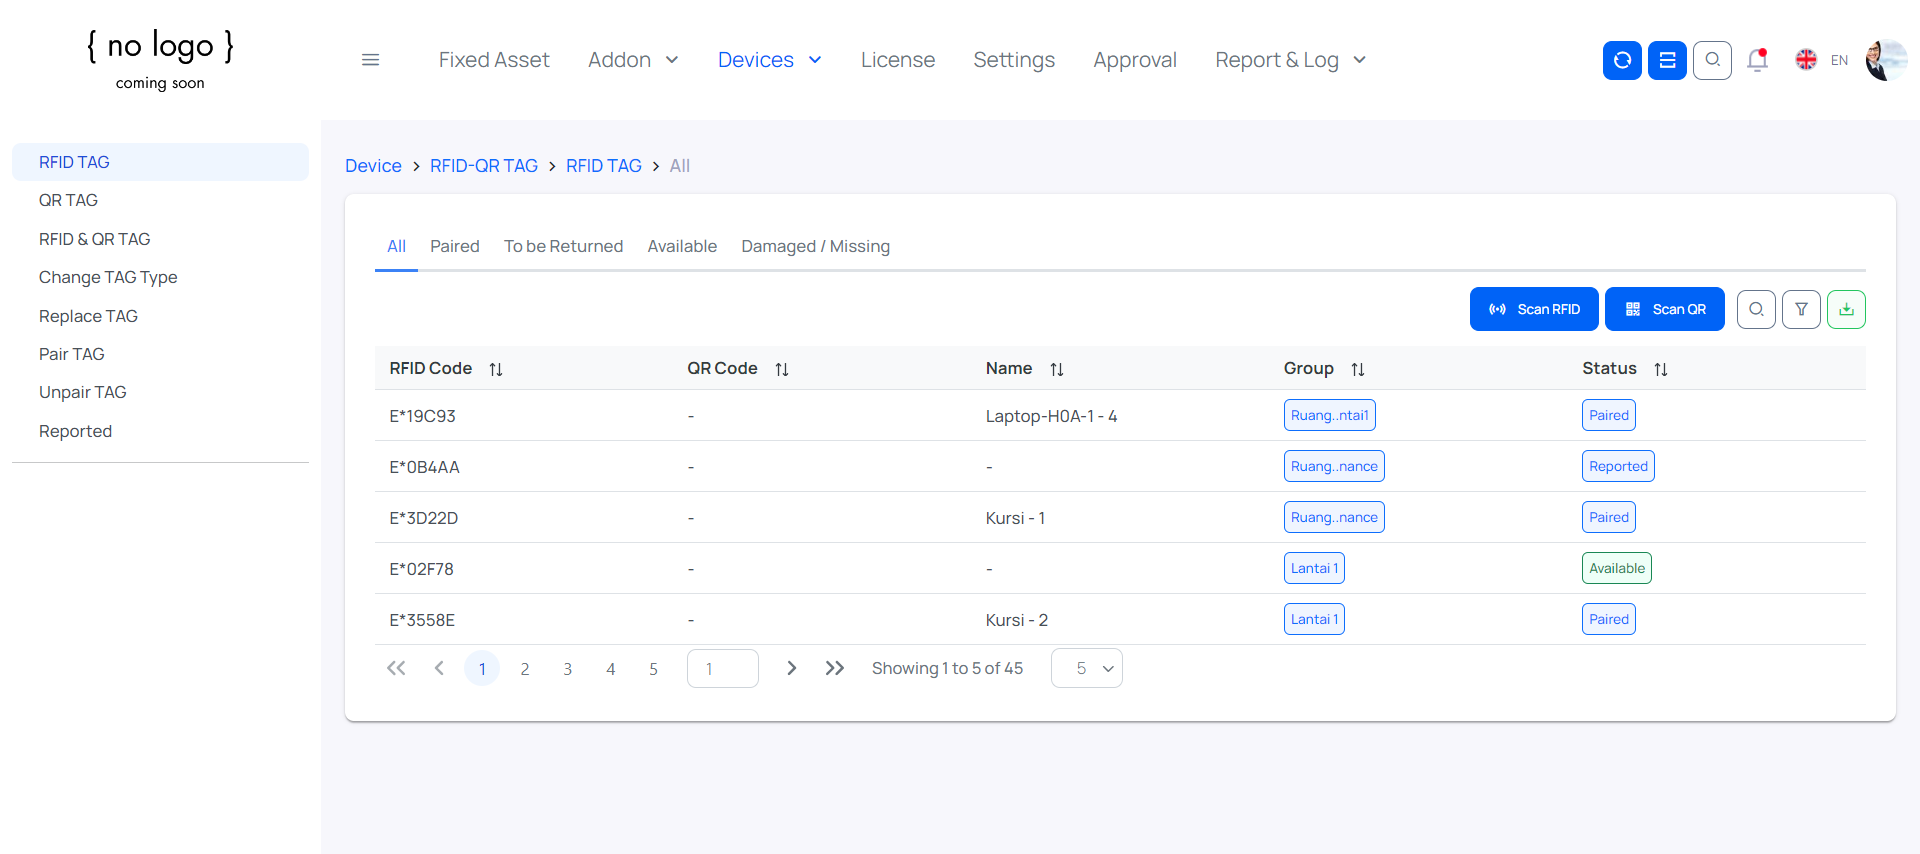 { no logo }
coming soon
Fixed Asset Addon Devices License Settings Approval Report & Log EN
RFID TAG
QR TAG
RFID & QR TAG
Change TAG Type
Replace TAG
Pair TAG
Unpair TAG
Reported
Device > RFID-QR TAG > RFID TAG > All
All Paired To be Returned Available Damaged / Missing
Scan RFID Scan QR
RFID Code QR Code Name Group Status
E*19C93 - Laptop-H0A-1 - 4 Ruang..ntai1 Paired
E*0B4AA - - Ruang..nance Reported
E*3D22D - Kursi - 1 Ruang..nance Paired
E*02F78 - - Lantai 1 Available
E*3558E - Kursi - 2 Lantai 1 Paired
1 2 3 4 5 1 Showing 1 to 5 of 45 5